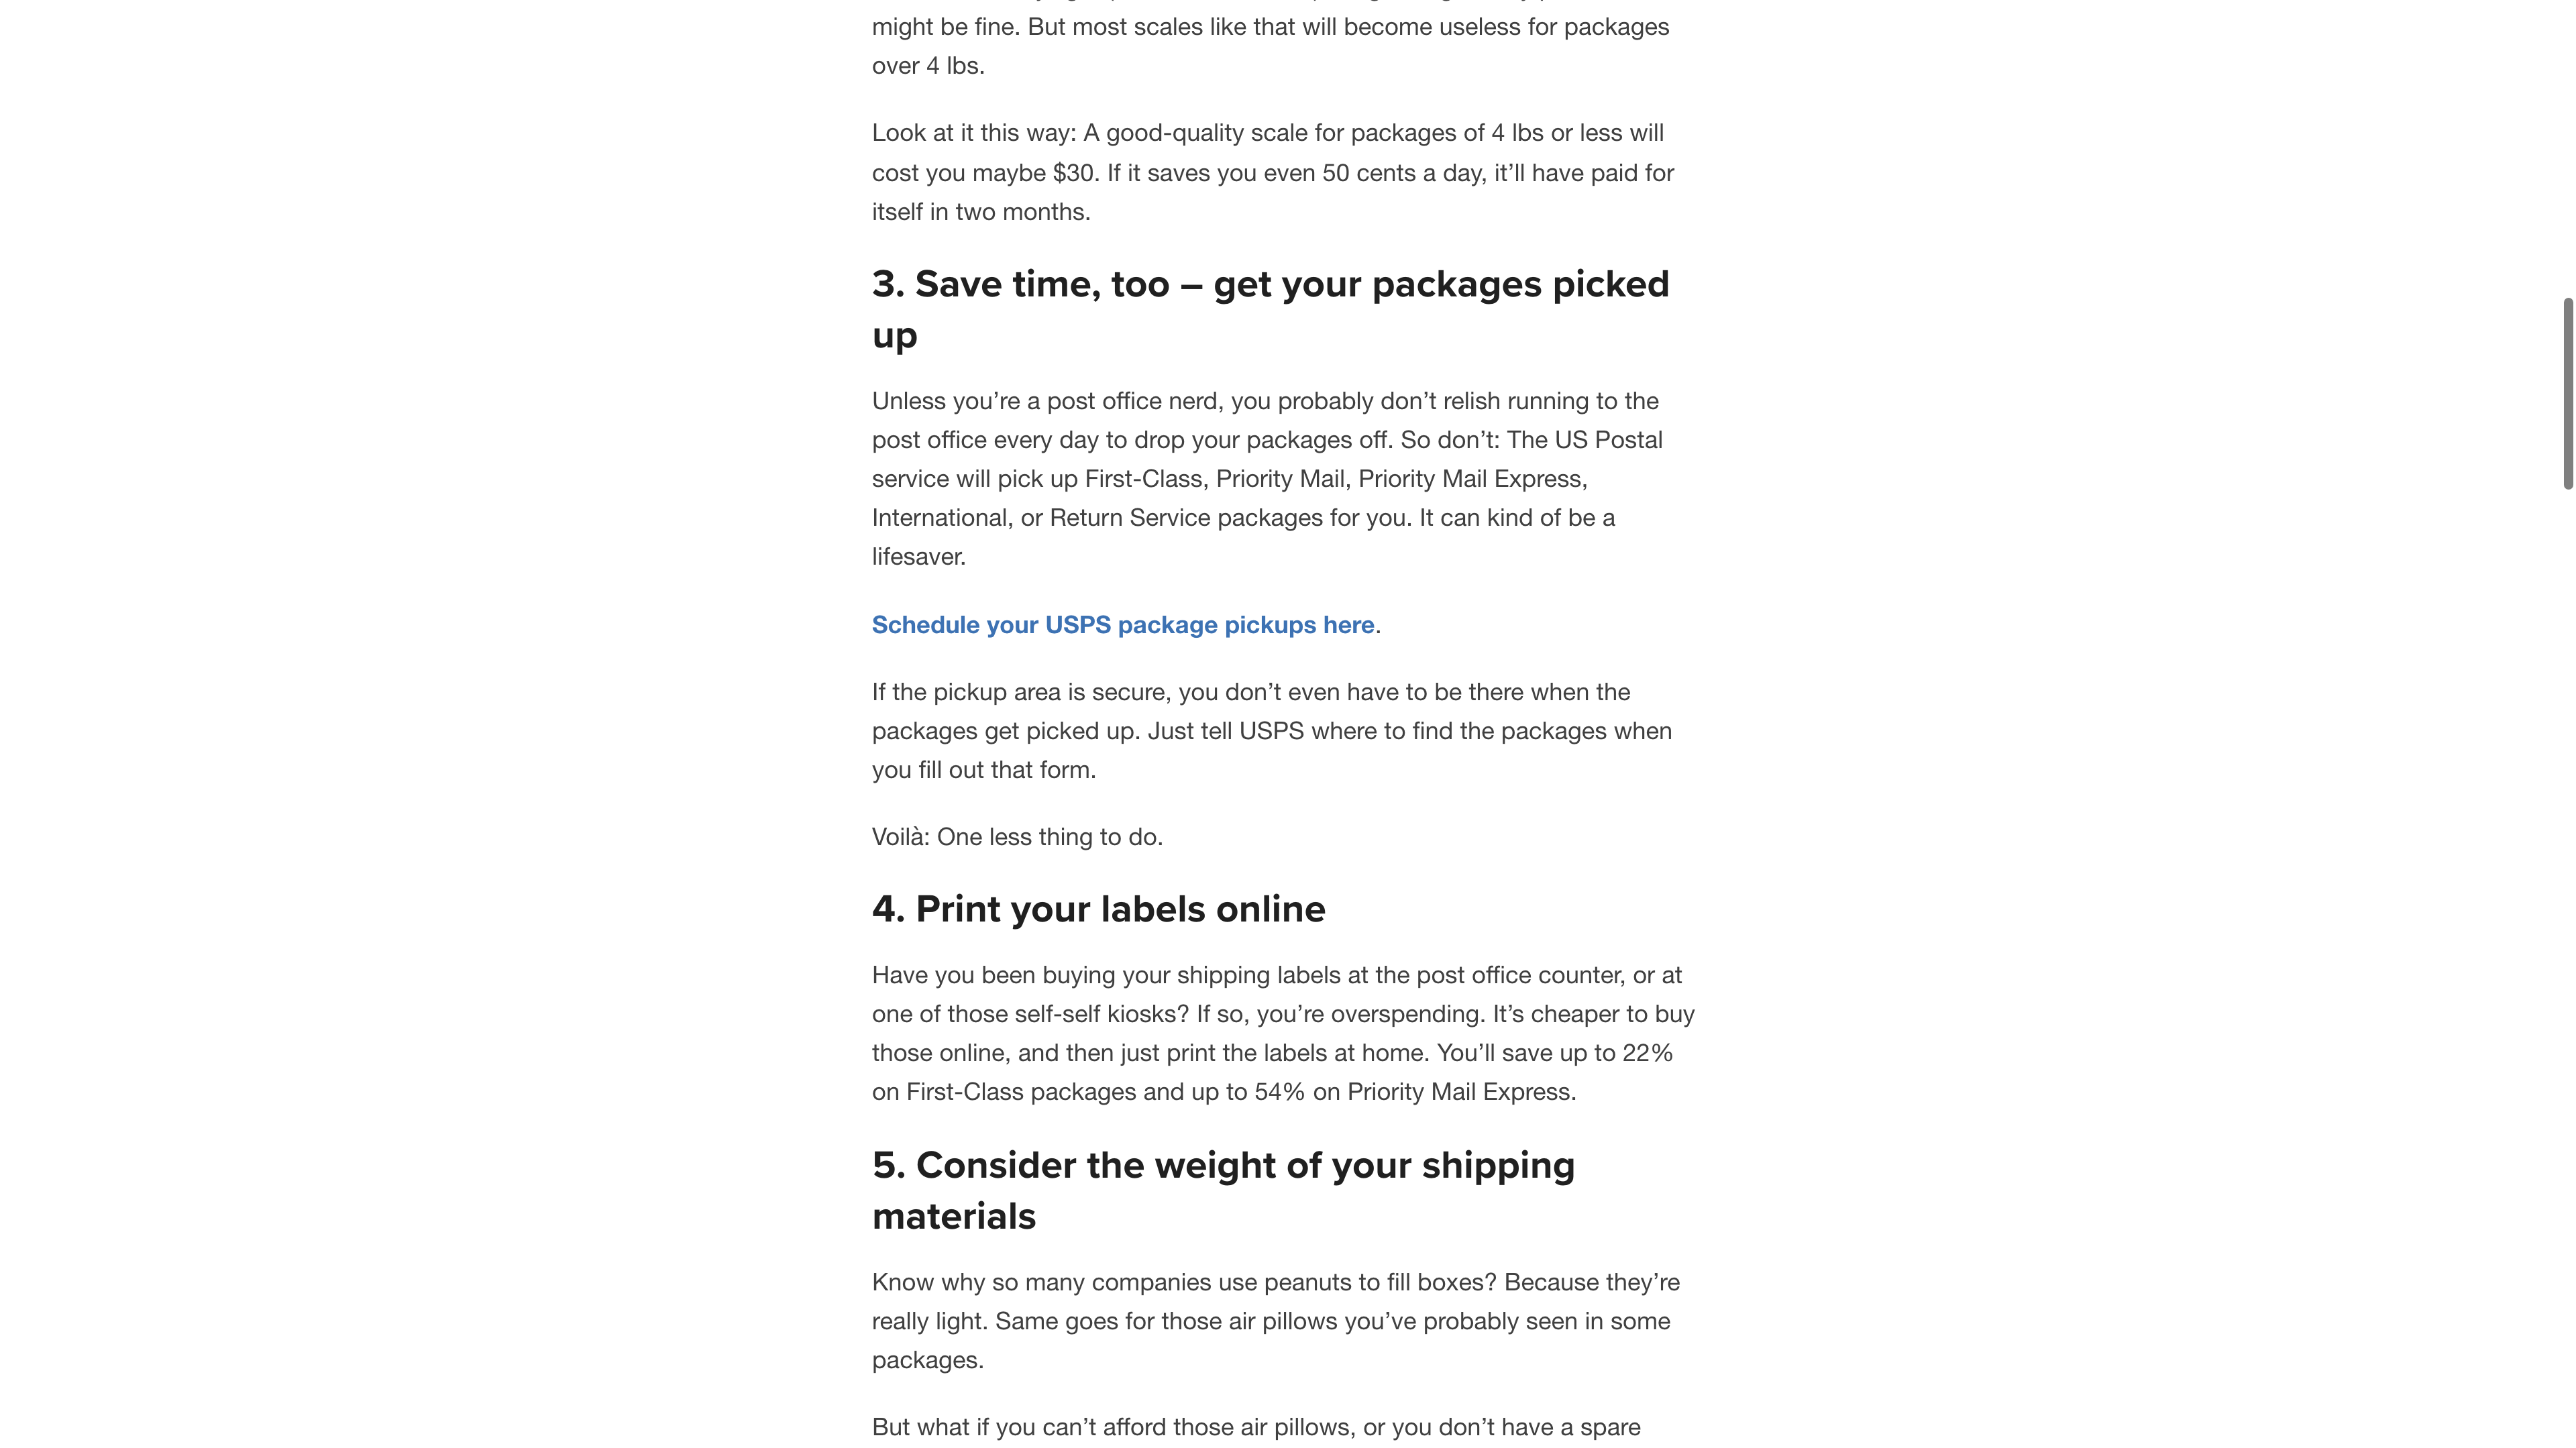 might be fine. But most scales like that will become useless for packages
over 4 lbs.
Look at it this way: A good-quality scale for packages of 4 lbs or less will
cost you maybe $30. If it saves you even 50 cents a day, it’ll have paid for
itself in two months.
3. Save time, too – get your packages picked
up
Unless you’re a post office nerd, you probably don’t relish running to the
post office every day to drop your packages off. So don’t: The US Postal
service will pick up First-Class, Priority Mail, Priority Mail Express,
International, or Return Service packages for you. It can kind of be a
lifesaver.
Schedule your USPS package pickups here.
If the pickup area is secure, you don’t even have to be there when the
packages get picked up. Just tell USPS where to find the packages when
you fill out that form.
Voilà: One less thing to do.
4. Print your labels online
Have you been buying your shipping labels at the post office counter, or at
one of those self-self kiosks? If so, you’re overspending. It’s cheaper to buy
those online, and then just print the labels at home. You’ll save up to 22%
on First-Class packages and up to 54% on Priority Mail Express.
5. Consider the weight of your shipping
materials
Know why so many companies use peanuts to fill boxes? Because they’re
really light. Same goes for those air pillows you’ve probably seen in some
packages.
But what if you can’t afford those air pillows, or you don’t have a spare